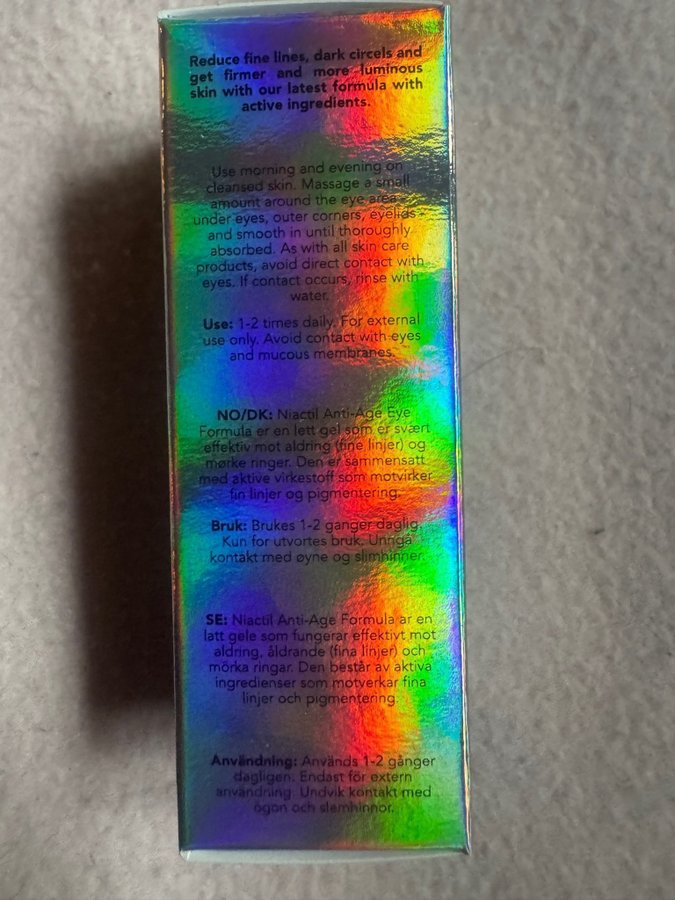 Reduce fine lines, dark circels and
get firmer and more luminous
skin with our latest formula with
active ingredients.
Use morning and evening on
cleansed skin. Massage a small
amount around the eye area -
under eyes, outer corners, eyelids -
and smooth in until thoroughly
absorbed. As with all skin care
products, avoid direct contact with
eyes. If contact occurs, rinse with
water.
Use: 1-2 times daily. For external
use only. Avoid contact with eyes
and mucous membranes.
NO/DK: Niactil Anti-Age Eye
Formula er en lett gel som er svært
effektiv mot aldring (fine linjer) og
mørke ringer. Den er sammensatt
med aktive virkestoff som motvirker
fin linjer og pigmentering.
Bruk: Brukes 1-2 ganger daglig.
Kun for utvortes bruk. Unngå
kontakt med øyne og slimhinner.
SE: Niactil Anti-Age Formula är en
lätt gele som fungerar effektivt mot
aldring, åldrande (fina linjer) och
mörka ringar. Den består av aktiva
ingredienser som motverkar fina
linjer och pigmentering.
Användning: Används 1-2 gånger
dagligen. Endast för extern
användning. Undvik kontakt med
ögon och slemhinnor.